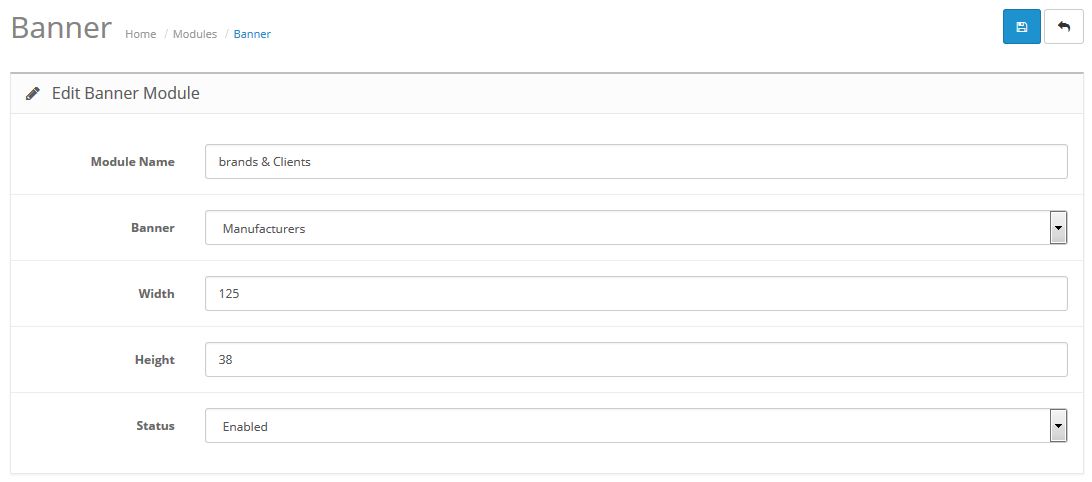 Banner Home / Modules / Banner
Edit Banner Module
Module Name brands & Clients
Banner Manufacturers
Width 125
Height 38
Status Enabled